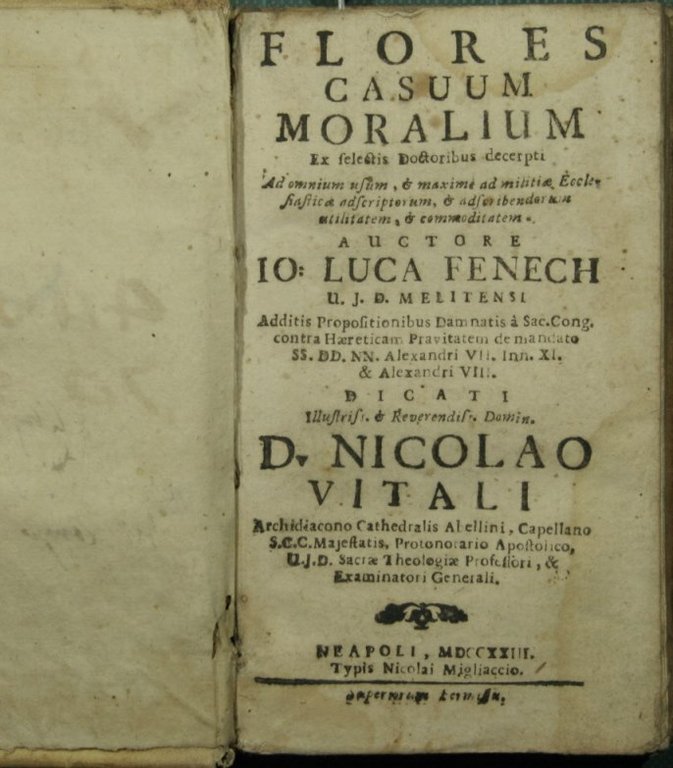 FLORES
CASUUM
MORALIUM
Ex selectis Doctoribus decerpti
Ad omnium usum, & maximè ad militiæ Eccle-
siasticæ adscriptorum, & adscribendorum
utilitatem, & commoditatem.
AUCTORE
IO: LUCA FENECH
U. J. D. MELITENSI
Additis Propositionibus Damnatis à Sac. Cong.
contra Hæreticam Pravitatem de mandato
SS. DD. NN. Alexandri VII. Inn. XI.
& Alexandri VIII.
DICATI
Illustriss. & Reverendiss. Domin.
D. NICOLAO
VITALI
Archidiacono Cathedralis Abellini, Capellano
S.C.C. Majestatis, Protonotario Apostolico,
U.J.D. Sacræ Theologiæ Professori, &
Examinatori Generali.
NEAPOLI, MDCCXXIII.
Typis Nicolai Migliaccio.
Superiorum Permissu.